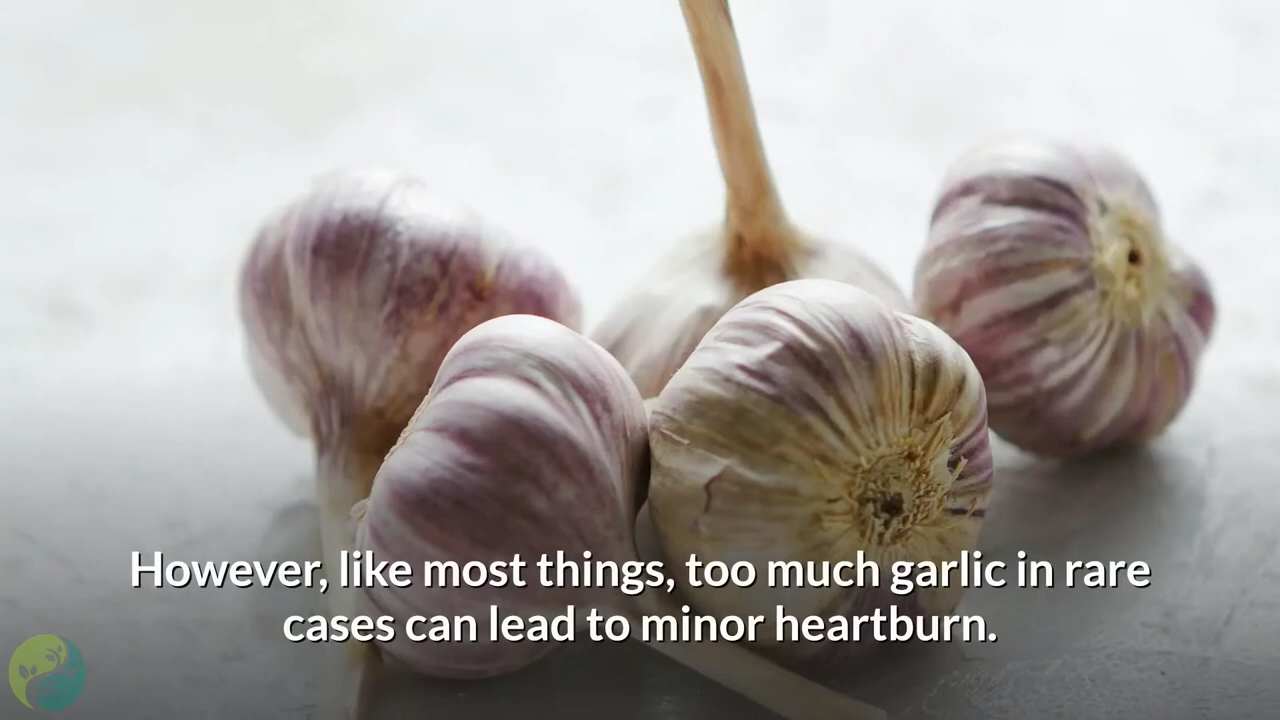 However, like most things, too much garlic in rare
cases can lead to minor heartburn.